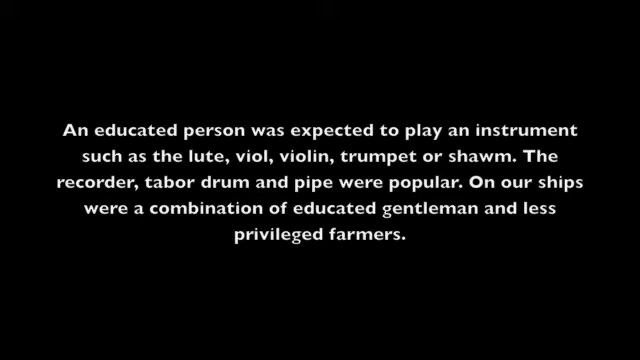 An educated person was expected to play an instrument
such as the lute, viol, violin, trumpet or shawm. The
recorder, tabor drum and pipe were popular. On our ships
were a combination of educated gentleman and less
privileged farmers.